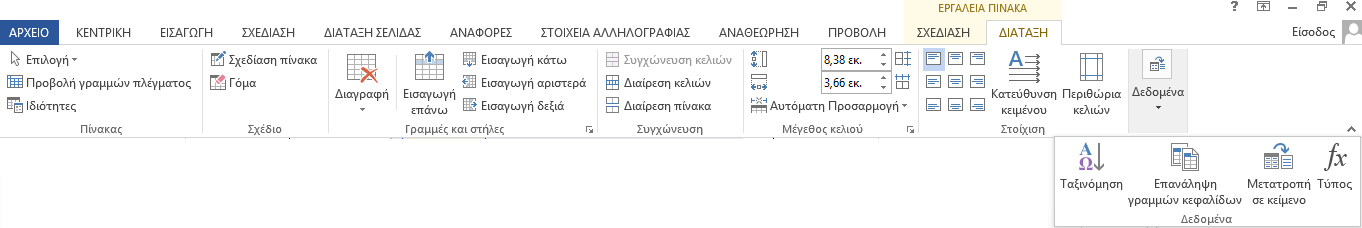 ΕΡΓΑΛΕΙΑ ΠΙΝΑΚΑ
?
ΑΡΧΕΙΟ ΚΕΝΤΡΙΚΗ ΕΙΣΑΓΩΓΗ ΣΧΕΔΙΑΣΗ ΔΙΑΤΑΞΗ ΣΕΛΙΔΑΣ ΑΝΑΦΟΡΕΣ ΣΤΟΙΧΕΙΑ ΑΛΛΗΛΟΓΡΑΦΙΑΣ ΑΝΑΘΕΩΡΗΣΗ ΠΡΟΒΟΛΗ ΣΧΕΔΙΑΣΗ ΔΙΑΤΑΞΗ Είσοδος
Επιλογή
Προβολή γραμμών πλέγματος
Ιδιότητες
Πίνακας
Σχεδίαση πίνακα
Γόμα
Σχέδιο
Διαγραφή
Εισαγωγή
επάνω
Εισαγωγή κάτω
Εισαγωγή αριστερά
Εισαγωγή δεξιά
Γραμμές και στήλες
Συγχώνευση κελιών
Διαίρεση κελιών
Διαίρεση πίνακα
Συγχώνευση
8,38 εκ.
3,66 εκ.
Αυτόματη Προσαρμογή
Μέγεθος κελιού
Κατεύθυνση
κειμένου
Περιθώρια
κελιών
Στοίχιση
Δεδομένα
Ταξινόμηση
Επανάληψη
γραμμών κεφαλίδων
Μετατροπή
σε κείμενο
fx
Τύπος
Δεδομένα